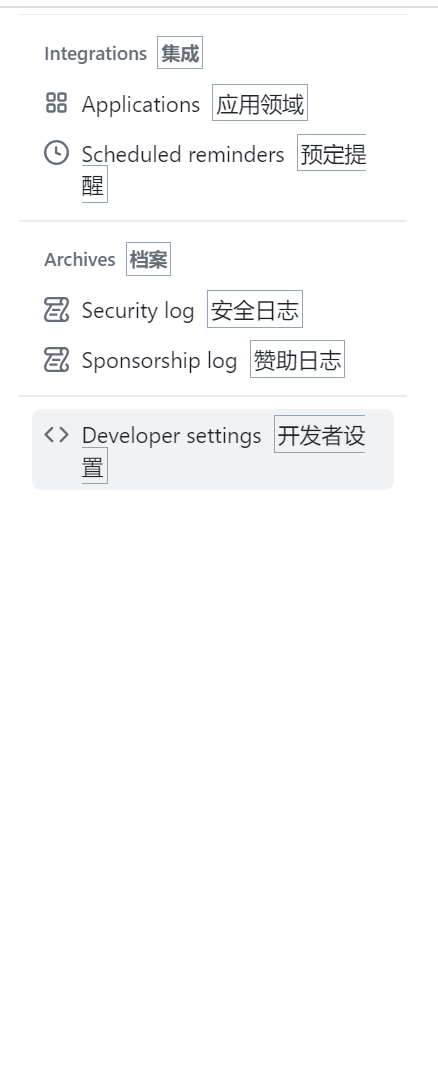 Integrations 集成
Applications 应用领域
Scheduled reminders 预定提
醒
Archives 档案
Security log 安全日志
Sponsorship log 赞助日志
Developer settings 开发者设
置